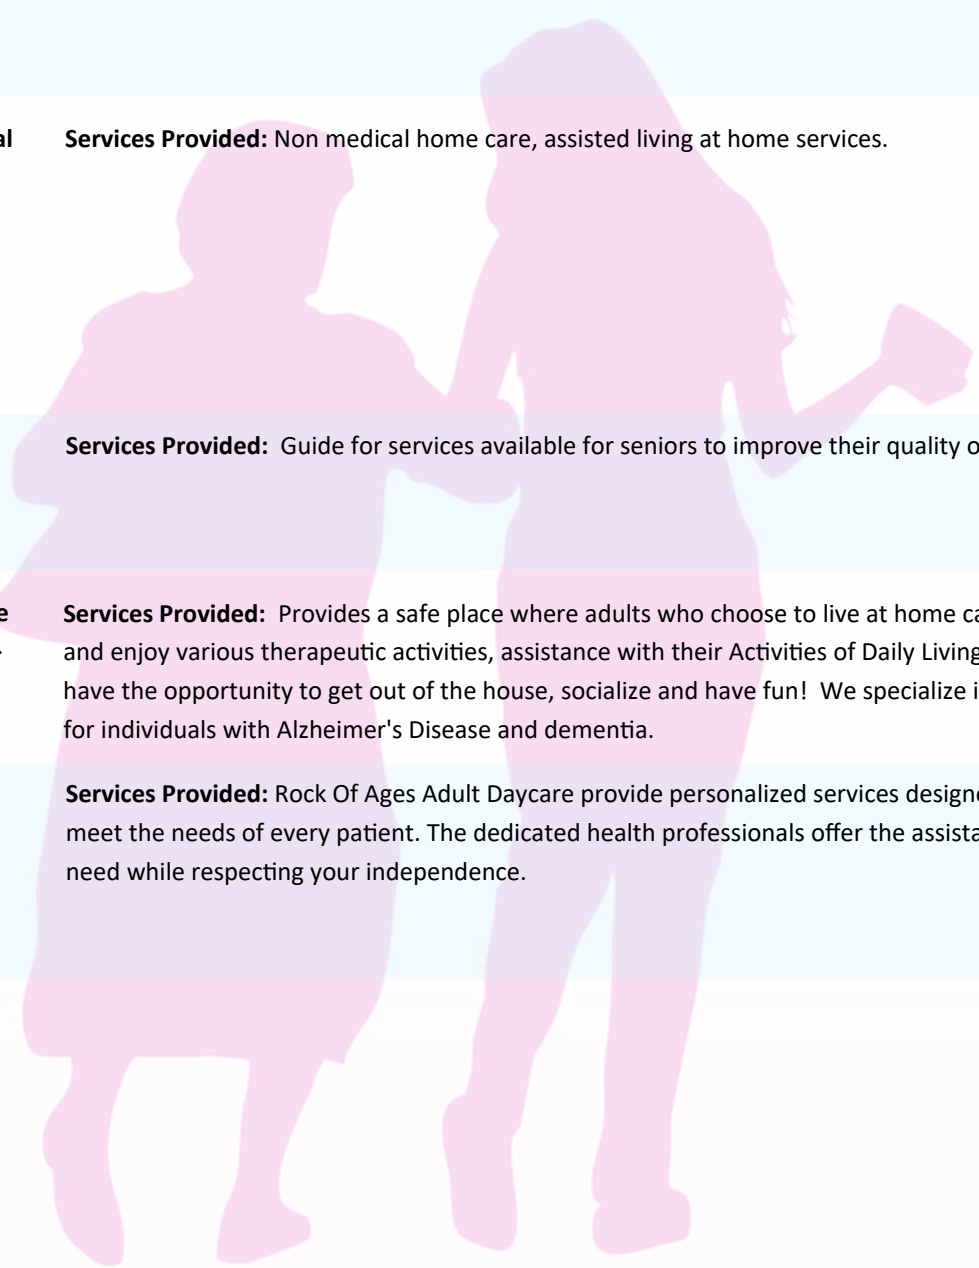 al Services Provided: Non medical home care, assisted living at home services.
Services Provided: Guide for services available for seniors to improve their quality o
e Services Provided: Provides a safe place where adults who choose to live at home ca
. and enjoy various therapeutic activities, assistance with their Activities of Daily Living
have the opportunity to get out of the house, socialize and have fun! We specialize i
for individuals with Alzheimer's Disease and dementia.
Services Provided: Rock Of Ages Adult Daycare provide personalized services designe
meet the needs of every patient. The dedicated health professionals offer the assista
need while respecting your independence.